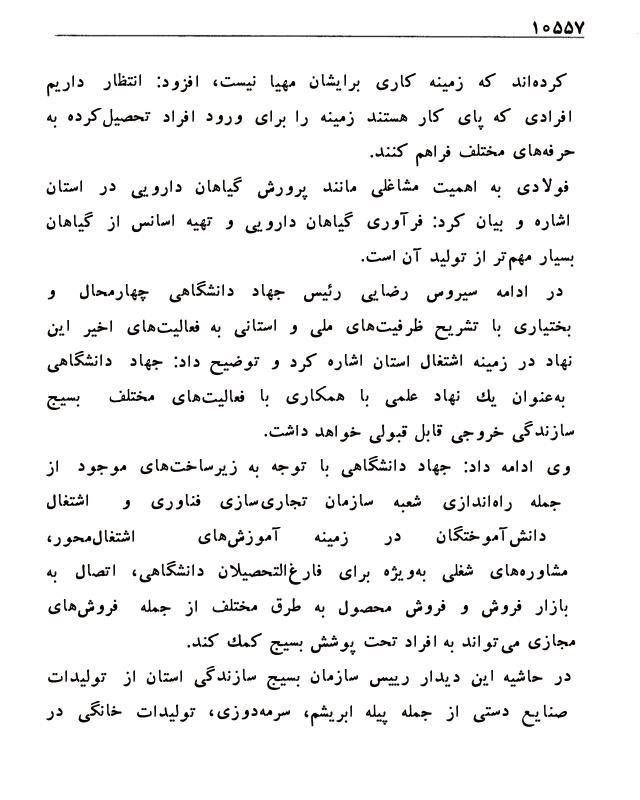 ۱۰۵۵۷
کرده‌اند که زمینه کاری برایشان مهیا نیست، افزود: انتظار داریم
افرادی که پای کار هستند زمینه را برای ورود افراد تحصیل‌کرده به
حرفه‌های مختلف فراهم کنند.
فولادی به اهمیت مشاغلی مانند پرورش گیاهان دارویی در استان
اشاره و بیان کرد: فرآوری گیاهان دارویی و تهیه اسانس از گیاهان
بسیار مهم‌تر از تولید آن است.
در ادامه سیروس رضایی رئیس جهاد دانشگاهی چهارمحال و
بختیاری با تشریح ظرفیت‌های ملی و استانی به فعالیت‌های اخیر این
نهاد در زمینه اشتغال استان اشاره کرد و توضیح داد: جهاد دانشگاهی
به‌عنوان یك نهاد علمی با همکاری با فعالیت‌های مختلف بسیج
سازندگی خروجی قابل قبولی خواهد داشت.
وی ادامه داد: جهاد دانشگاهی با توجه به زیرساخت‌های موجود از
جمله راه‌اندازی شعبه سازمان تجاری‌سازی فناوری و اشتغال
دانش‌آموختگان در زمینه آموزش‌های اشتغال‌محور،
مشاوره‌های شغلی به‌ویژه برای فارغ‌التحصیلان دانشگاهی، اتصال به
بازار فروش و فروش محصول به طرق مختلف از جمله فروش‌های
مجازی می‌تواند به افراد تحت پوشش بسیج کمك کند.
در حاشیه این دیدار رییس سازمان بسیج سازندگی استان از تولیدات
صنایع دستی از جمله پیله ابریشم، سرمه‌دوزی، تولیدات خانگی در